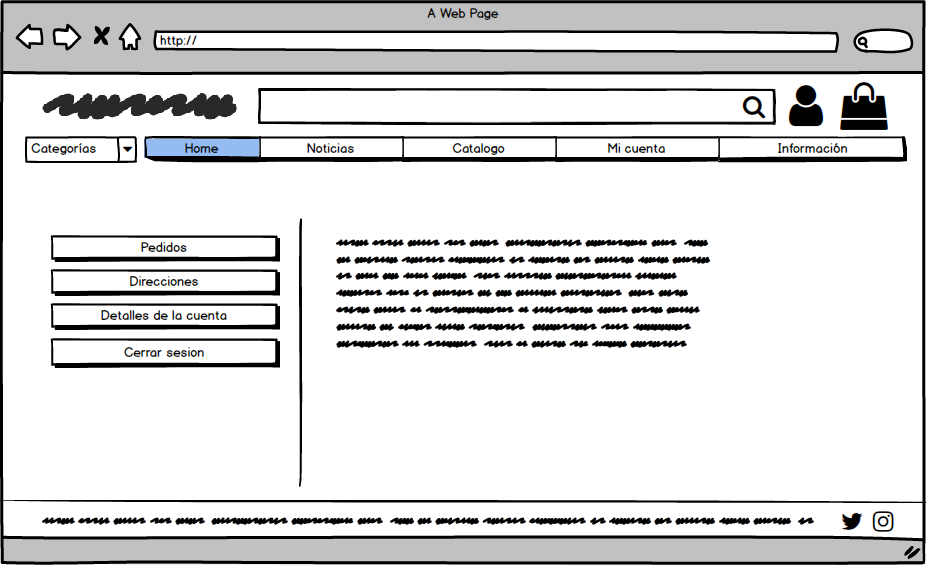 A Web Page
http://
Categorías Home Noticias Catalogo Mi cuenta Información
Pedidos
Direcciones
Detalles de la cuenta
Cerrar sesion